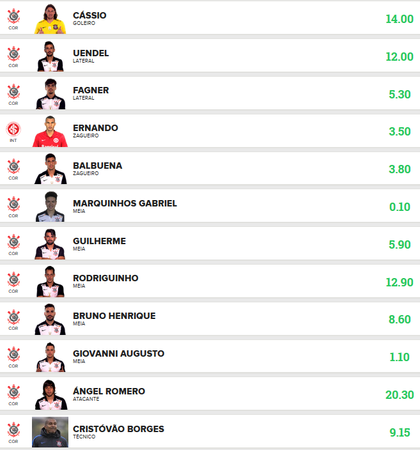 CÁSSIO
GOLEIRO
14.00
COR
UENDEL
LATERAL
12.00
COR
FAGNER
LATERAL
5.30
COR
ERNANDO
ZAGUEIRO
3.50
INT
BALBUENA
ZAGUEIRO
3.80
COR
MARQUINHOS GABRIEL
MEIA
0.10
COR
GUILHERME
MEIA
5.90
COR
RODRIGUINHO
MEIA
12.90
COR
BRUNO HENRIQUE
MEIA
8.60
COR
GIOVANNI AUGUSTO
MEIA
1.10
COR
ÁNGEL ROMERO
ATACANTE
20.30
COR
CRISTÓVÃO BORGES
TÉCNICO
9.15
COR